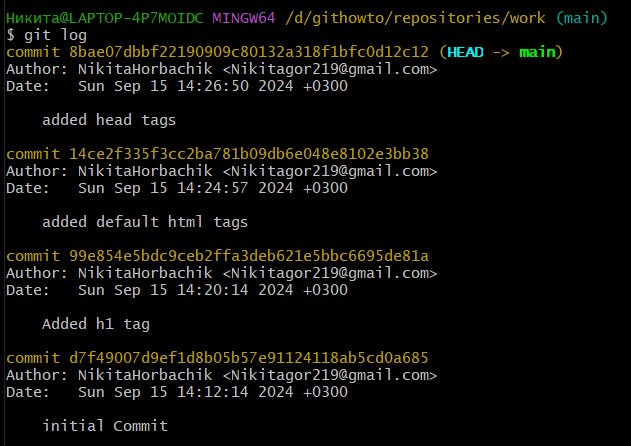 Никита@LAPTOP-4P7MOIDC MINGW64 /d/githowto/repositories/work (main)
$ git log
commit 8bae07dbbf22190909c80132a318f1bfc0d12c12 (HEAD -> main)
Author: NikitaHorbachik <Nikitagor219@gmail.com>
Date:   Sun Sep 15 14:26:50 2024 +0300
    added head tags
commit 14ce2f335f3cc2ba781b09db6e048e8102e3bb38
Author: NikitaHorbachik <Nikitagor219@gmail.com>
Date:   Sun Sep 15 14:24:57 2024 +0300
    added default html tags
commit 99e854e5bdc9ceb2ffa3deb621e5bbc6695de81a
Author: NikitaHorbachik <Nikitagor219@gmail.com>
Date:   Sun Sep 15 14:20:14 2024 +0300
    Added h1 tag
commit d7f49007d9ef1d8b05b57e91124118ab5cd0a685
Author: NikitaHorbachik <Nikitagor219@gmail.com>
Date:   Sun Sep 15 14:12:14 2024 +0300
    initial Commit